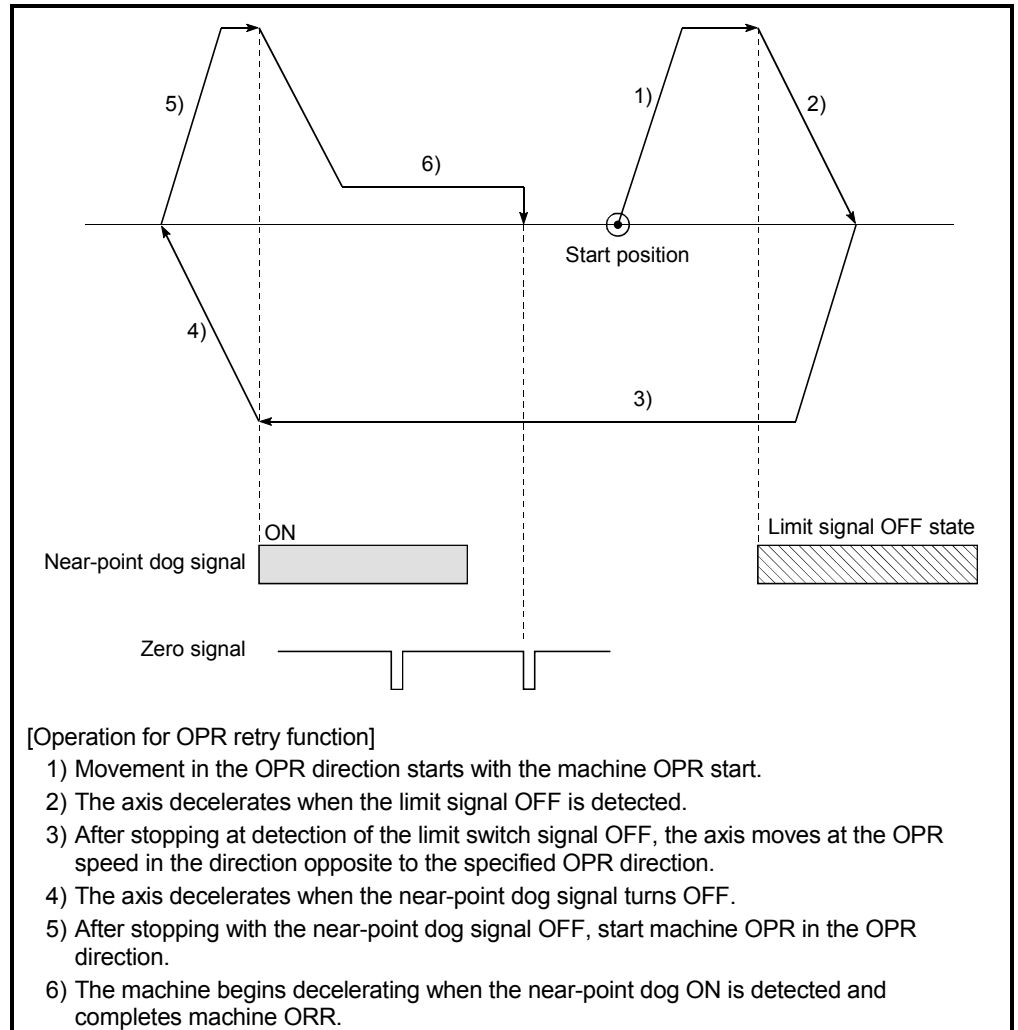 5)
1)
2)
6)
Start position
4)
3)
ON
Limit signal OFF state
Near-point dog signal
Zero signal
[Operation for OPR retry function]
1) Movement in the OPR direction starts with the machine OPR start.
2) The axis decelerates when the limit signal OFF is detected.
3) After stopping at detection of the limit switch signal OFF, the axis moves at the OPR
speed in the direction opposite to the specified OPR direction.
4) The axis decelerates when the near-point dog signal turns OFF.
5) After stopping with the near-point dog signal OFF, start machine OPR in the OPR
direction.
6) The machine begins decelerating when the near-point dog ON is detected and
completes machine ORR.